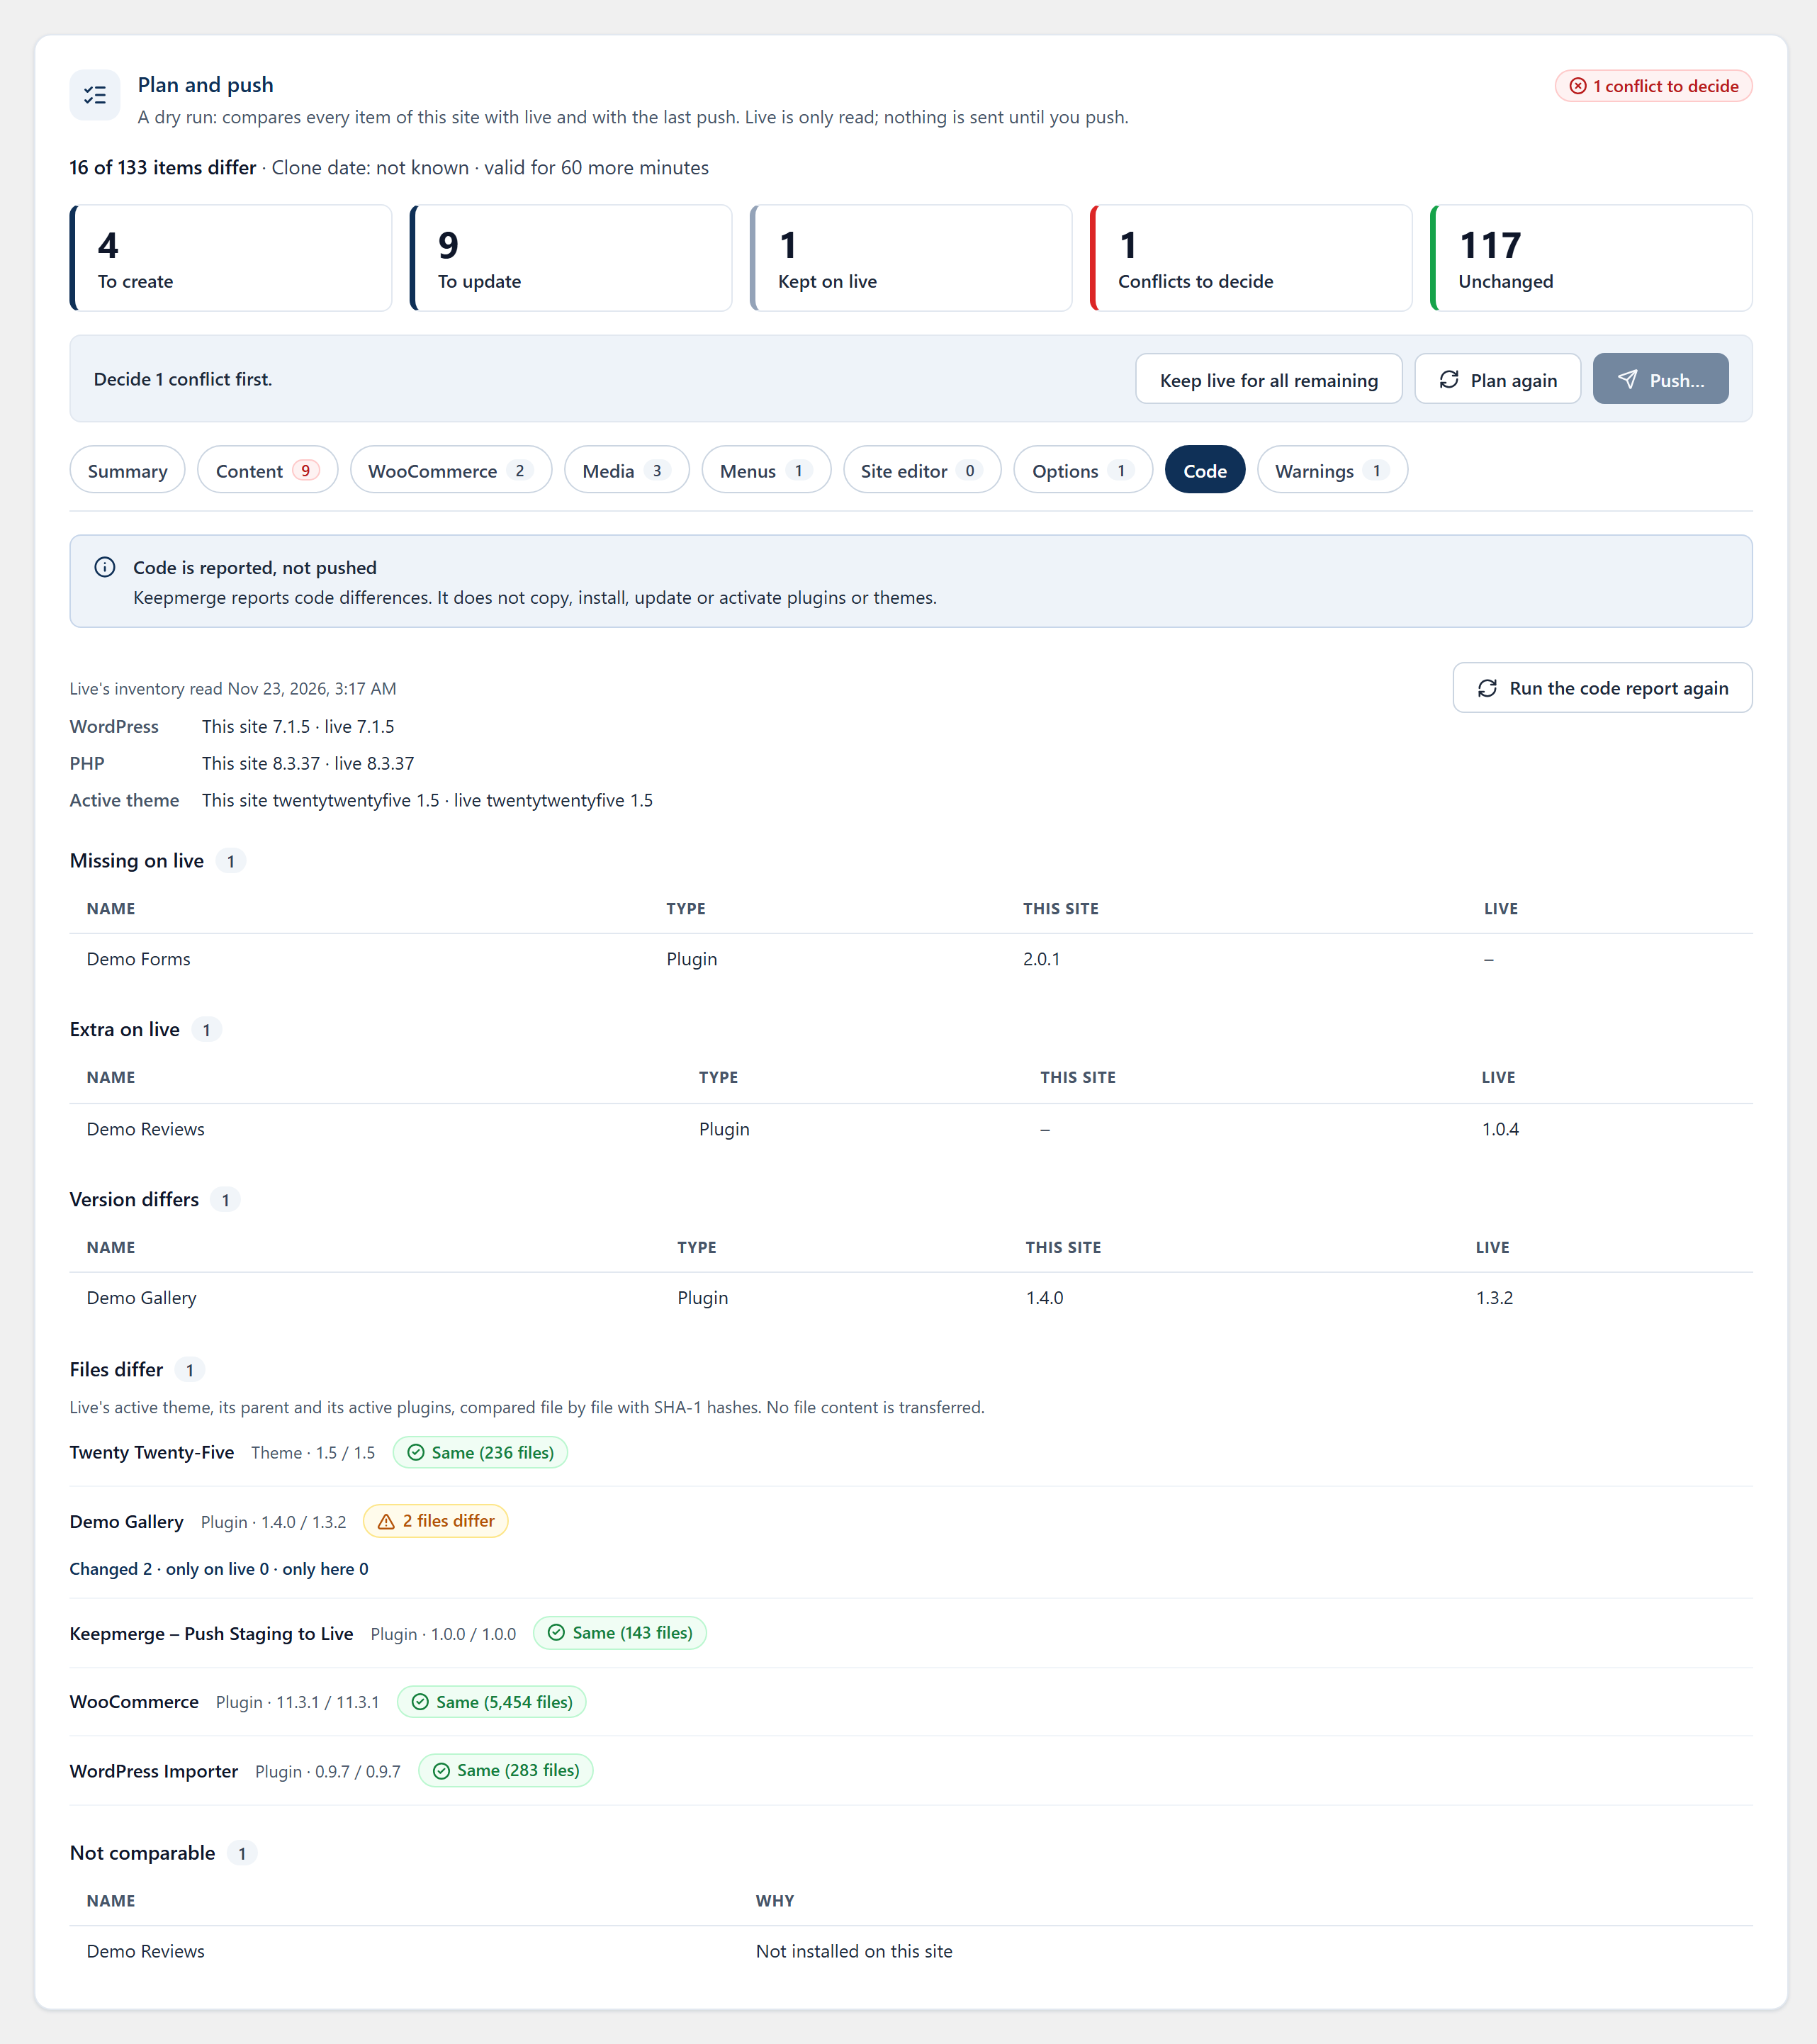 Plan and push
1 conflict to decide
A dry run: compares every item of this site with live and with the last push. Live is only read; nothing is sent until you push.
16 of 133 items differ · Clone date: not known · valid for 60 more minutes
4
To create
9
To update
1
Kept on live
1
Conflicts to decide
117
Unchanged
Decide 1 conflict first.
Keep live for all remaining
Plan again
Push...
Summary
Content 9
WooCommerce 2
Media 3
Menus 1
Site editor 0
Options 1
Code
Warnings 1
Code is reported, not pushed
Keepmerge reports code differences. It does not copy, install, update or activate plugins or themes.
Live's inventory read Nov 23, 2026, 3:17 AM
Run the code report again
WordPress This site 7.1.5 · live 7.1.5
PHP This site 8.3.37 · live 8.3.37
Active theme This site twentytwentyfive 1.5 · live twentytwentyfive 1.5
Missing on live 1
NAME TYPE THIS SITE LIVE
Demo Forms Plugin 2.0.1 –
Extra on live 1
NAME TYPE THIS SITE LIVE
Demo Reviews Plugin – 1.0.4
Version differs 1
NAME TYPE THIS SITE LIVE
Demo Gallery Plugin 1.4.0 1.3.2
Files differ 1
Live's active theme, its parent and its active plugins, compared file by file with SHA-1 hashes. No file content is transferred.
Twenty Twenty-Five Theme · 1.5 / 1.5 Same (236 files)
Demo Gallery Plugin · 1.4.0 / 1.3.2 2 files differ
Changed 2 · only on live 0 · only here 0
Keepmerge – Push Staging to Live Plugin · 1.0.0 / 1.0.0 Same (143 files)
WooCommerce Plugin · 11.3.1 / 11.3.1 Same (5,454 files)
WordPress Importer Plugin · 0.9.7 / 0.9.7 Same (283 files)
Not comparable 1
NAME WHY
Demo Reviews Not installed on this site